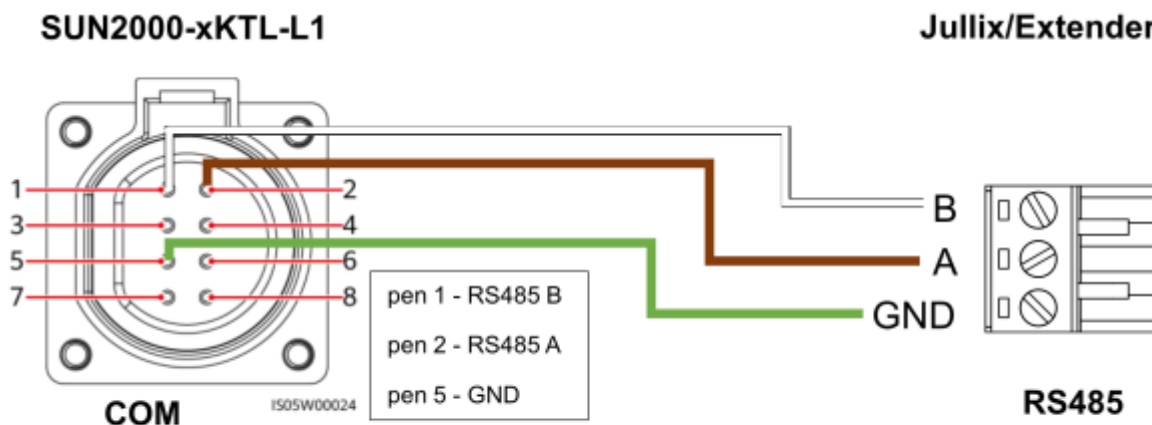 SUN2000-xKTL-L1
Jullix/Extender
1
2
3
4
5
6
7
8
B
A
GND
pen 1 - RS485 B
pen 2 - RS485 A
pen 5 - GND
IS05W00024
COM
RS485